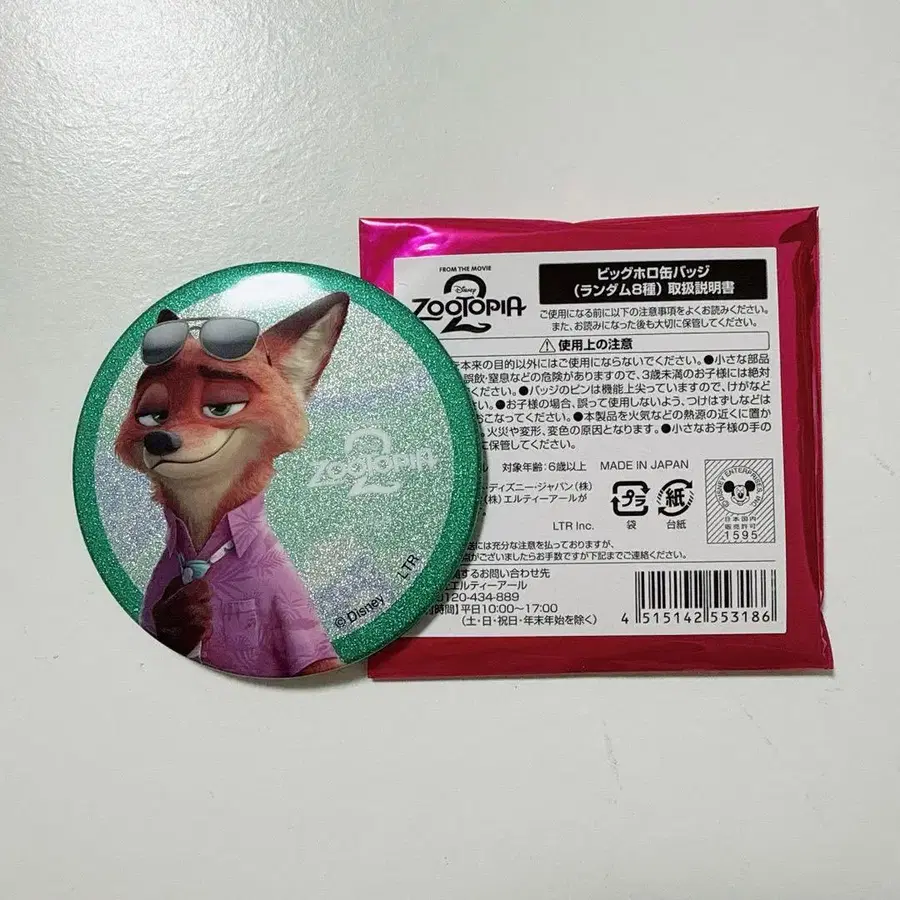 2
ZOOTOPIA
© Disney
LTR
FROM THE MOVIE
Disney
ZOOTOPIA
2
ビッグホロ缶バッジ
(ランダム8種) 取扱説明書
ご使用になる前に以下の注意事項をよくお読みください。
また、お読みになった後も大切に保管してください。
使用上の注意
本来の目的以外にはご使用にならないでください。●小さな部品
誤飲・窒息などの危険がありますので、3歳未満のお子様には絶対
ください。●バッジのピンは機能上尖っていますので、けがなど
い。●お子様の場合、誤って使用しないよう、つけはずしなどは
おこなってください。●本製品を火気などの熱源の近くに置か
火災や変形、変色の原因となります。●小さなお子様の手の
に保管してください。
ル 対象年齢：6歳以上 MADE IN JAPAN
ディズニー・ジャパン(株)
(株)エルティーアールが
LTR Inc.
プラ
袋
紙
台紙
© DISNEY ENTERPRISES, INC.
日本国内
販売許可
1595
送には充分な注意を払っておりますが、
点がございましたらお手数ですが下記までご連絡ください。
関するお問い合わせ先
エルティーアール
0120-434-889
時間】平日10:00～17:00
(土・日・祝日・年末年始を除く)
4 515142 553186